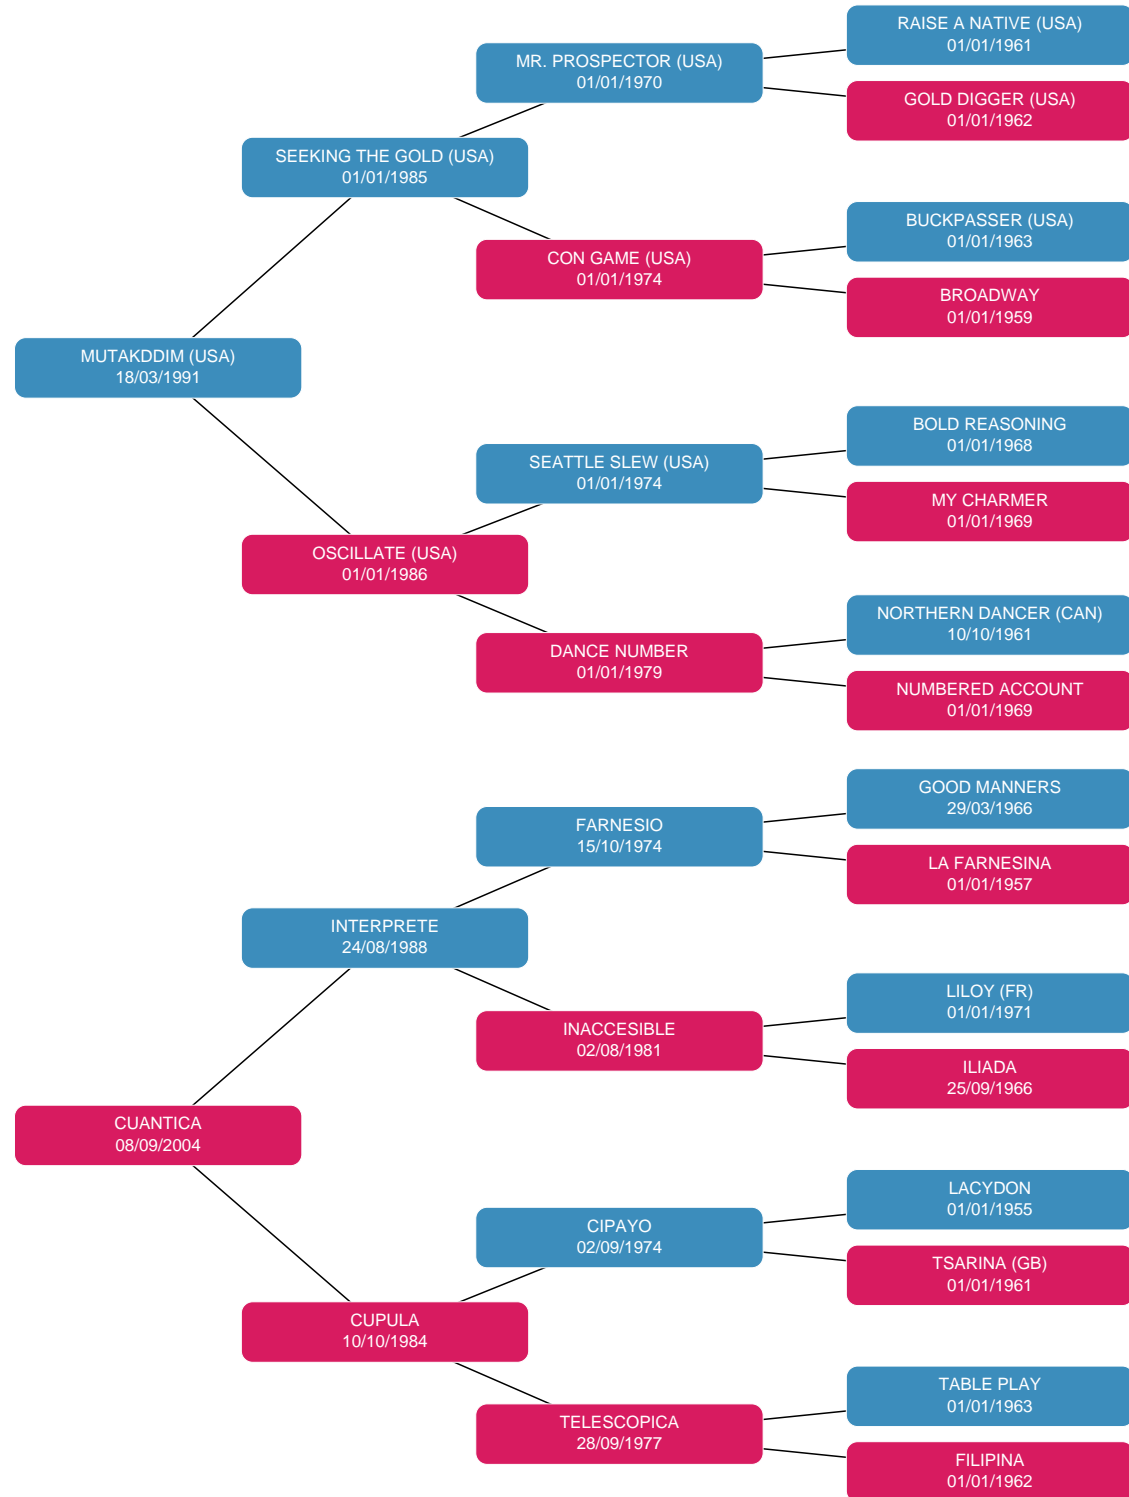 RAISE A NATIVE (USA)
01/01/1961
MR. PROSPECTOR (USA)
01/01/1970
GOLD DIGGER (USA)
01/01/1962
SEEKING THE GOLD (USA)
01/01/1985
BUCKPASSER (USA)
01/01/1963
CON GAME (USA)
01/01/1974
BROADWAY
01/01/1959
MUTAKDDIM (USA)
18/03/1991
BOLD REASONING
01/01/1968
SEATTLE SLEW (USA)
01/01/1974
MY CHARMER
01/01/1969
OSCILLATE (USA)
01/01/1986
NORTHERN DANCER (CAN)
10/10/1961
DANCE NUMBER
01/01/1979
NUMBERED ACCOUNT
01/01/1969
GOOD MANNERS
29/03/1966
FARNESIO
15/10/1974
LA FARNESINA
01/01/1957
INTERPRETE
24/08/1988
LILOY (FR)
01/01/1971
INACCESIBLE
02/08/1981
ILIADA
25/09/1966
CUANTICA
08/09/2004
LACYDON
01/01/1955
CIPAYO
02/09/1974
TSARINA (GB)
01/01/1961
CUPULA
10/10/1984
TABLE PLAY
01/01/1963
TELESCOPICA
28/09/1977
FILIPINA
01/01/1962